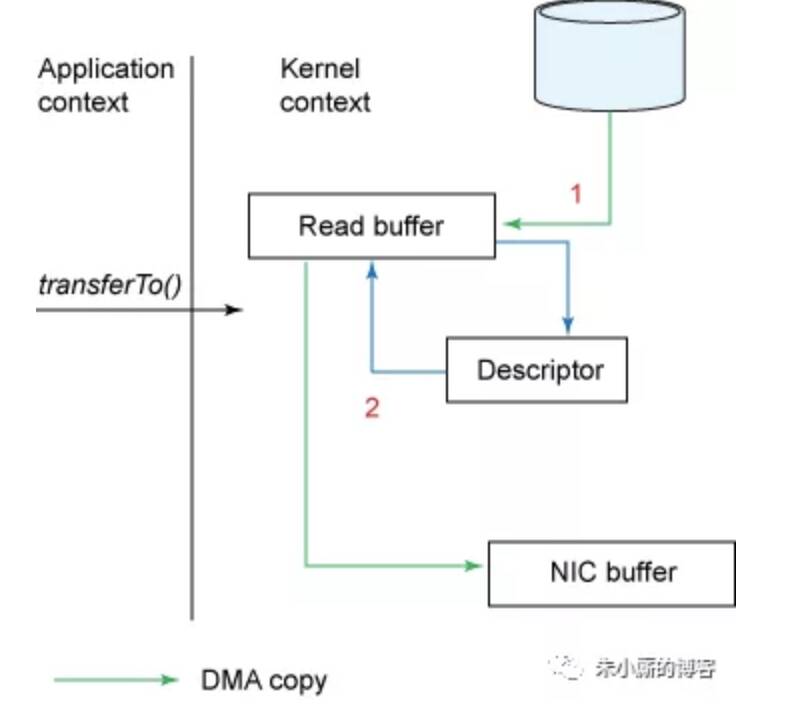 Application
context
Kernel
context
1
Read buffer
transferTo()
Descriptor
2
NIC buffer
DMA copy
朱小厮的博客